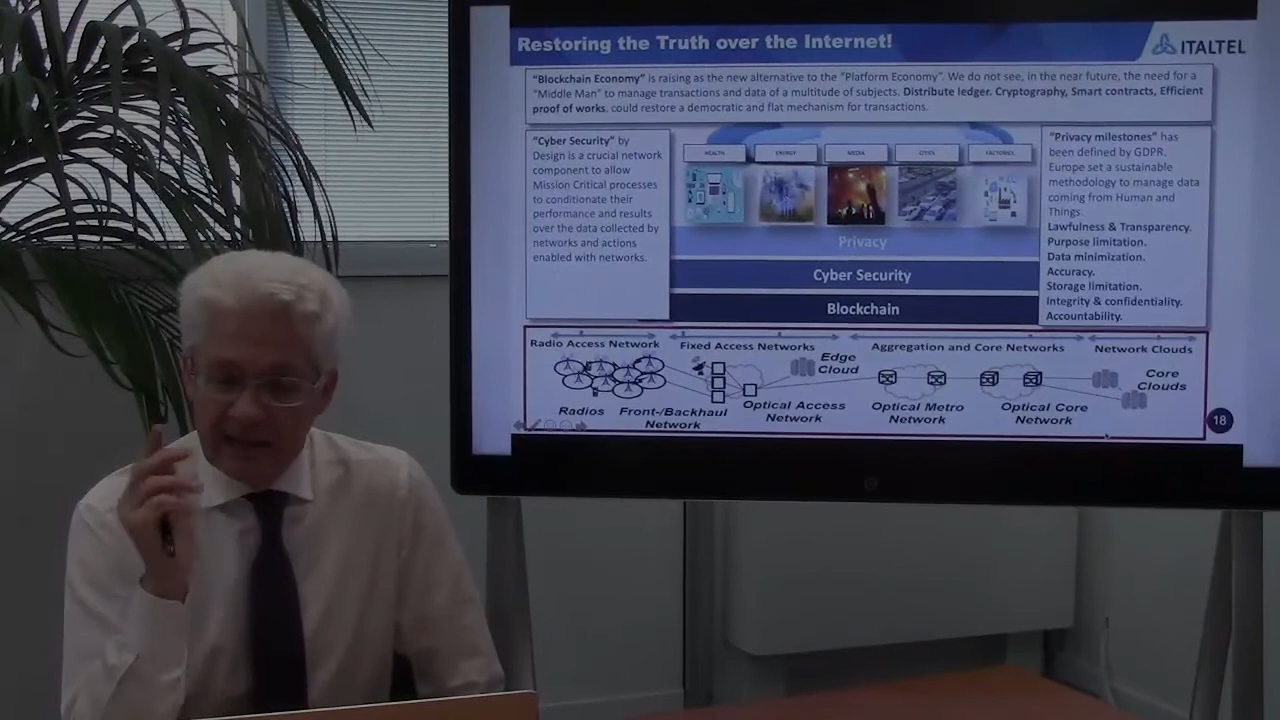 Restoring the Truth over the Internet!
ITALTEL
"Blockchain Economy" is raising as the new alternative to the "Platform Economy". We do not see, in the near future, the need for a
"Middle Man" to manage transactions and data of a multitude of subjects. Distribute ledger. Cryptography, Smart contracts, Efficient
proof of works. could restore a democratic and flat mechanism for transactions.
"Cyber Security" by
Design is a crucial network
component to allow
Mission Critical processes
to conditionate their
performance and results
over the data collected by
networks and actions
enabled with networks.
HEALTH
ENERGY
MEDIA
CITIES
FACTORIES
Privacy
Cyber Security
Blockchain
"Privacy milestones" has
been defined by GDPR.
Europe set a sustainable
methodology to manage data
coming from Human and
Things.
Lawfulness & Transparency.
Purpose limitation.
Data minimization.
Accuracy.
Storage limitation.
Integrity & confidentiality.
Accountability.
Radio Access Network
Fixed Access Networks
Aggregation and Core Networks
Network Clouds
Edge
Cloud
Core
Clouds
Radios
Front-/Backhaul
Network
Optical Access
Network
Optical Metro
Network
Optical Core
Network
18